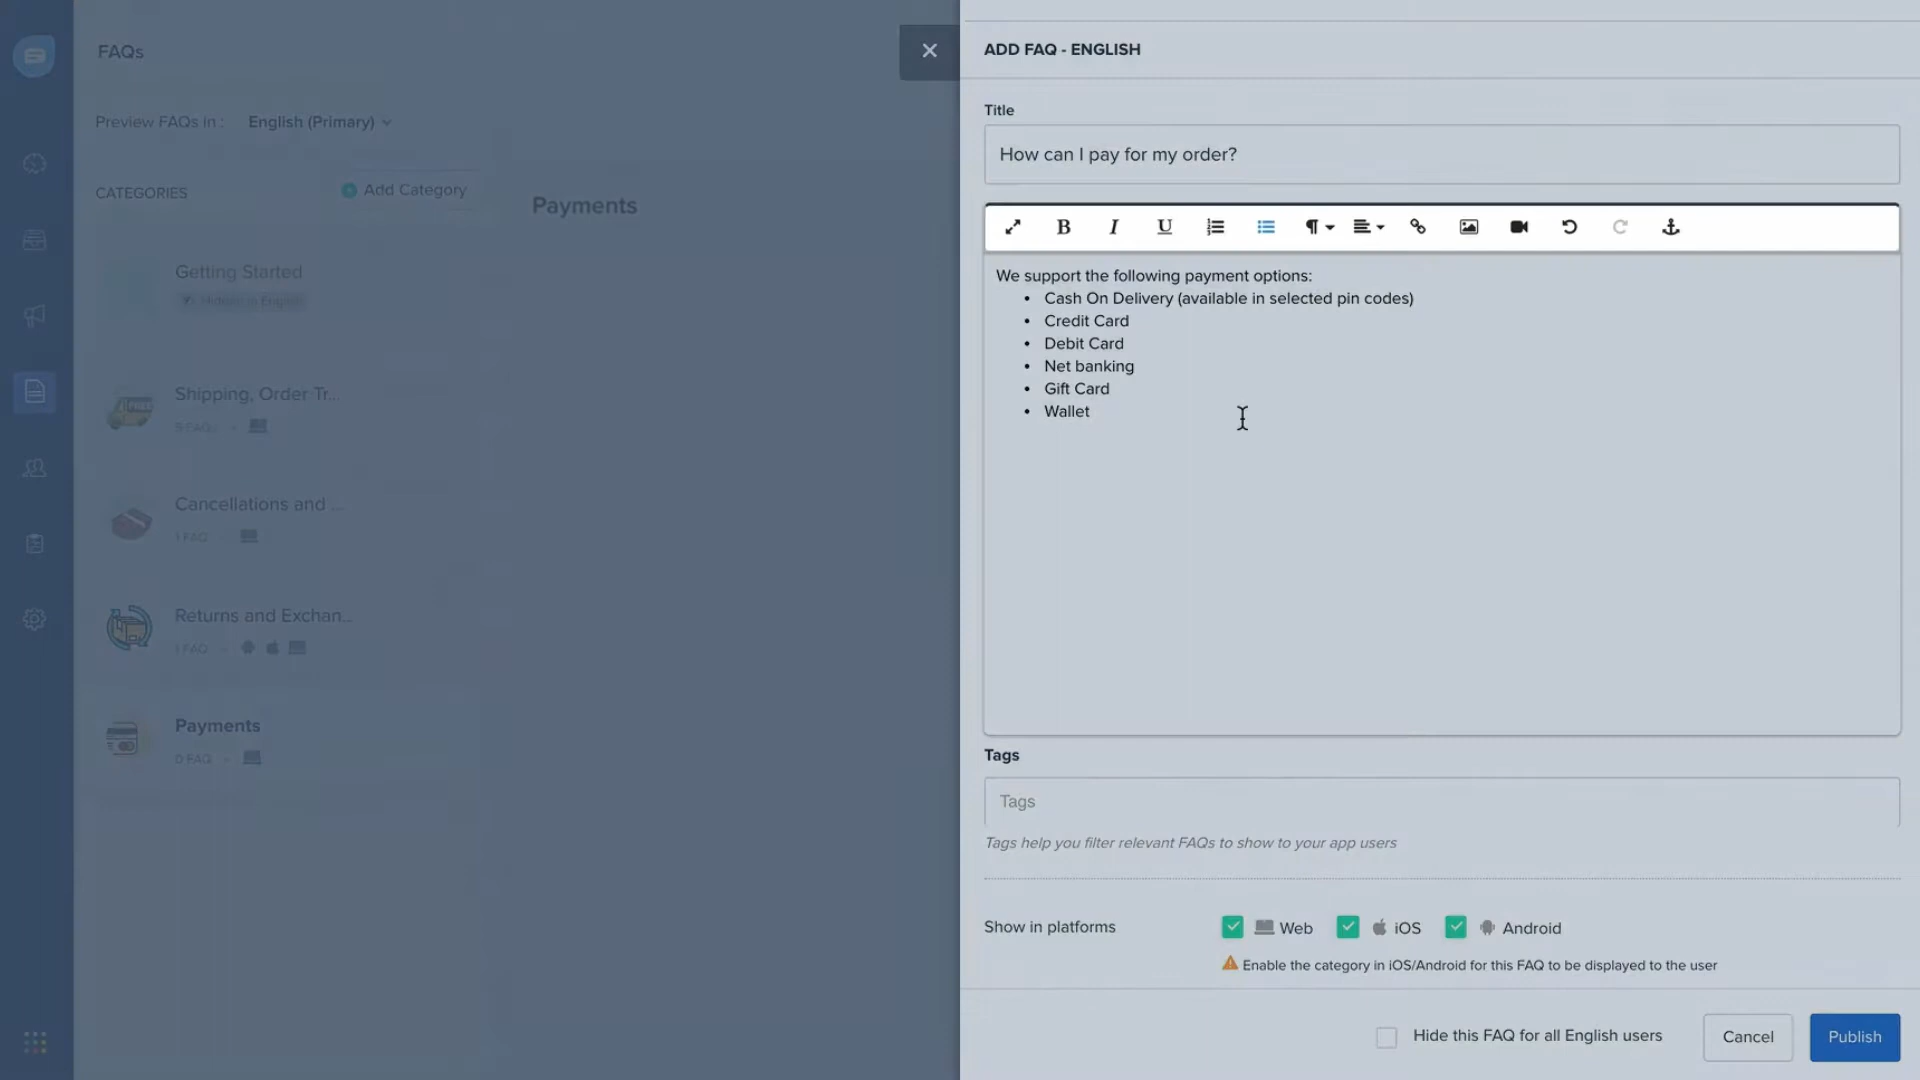 FAQs
Preview FAQs in : English (Primary)
CATEGORIES
Add Category
Getting Started
Hidden in English
Shipping, Order Tr...
5 FAQs
Cancellations and ...
1 FAQ
Returns and Exchan...
1 FAQ
Payments
0 FAQ
Payments
ADD FAQ - ENGLISH
Title
How can I pay for my order?
B I U
We support the following payment options:
• Cash On Delivery (available in selected pin codes)
• Credit Card
• Debit Card
• Net banking
• Gift Card
• Wallet
Tags
Tags
Tags help you filter relevant FAQs to show to your app users
Show in platforms Web iOS Android
Enable the category in iOS/Android for this FAQ to be displayed to the user
Hide this FAQ for all English users Cancel Publish